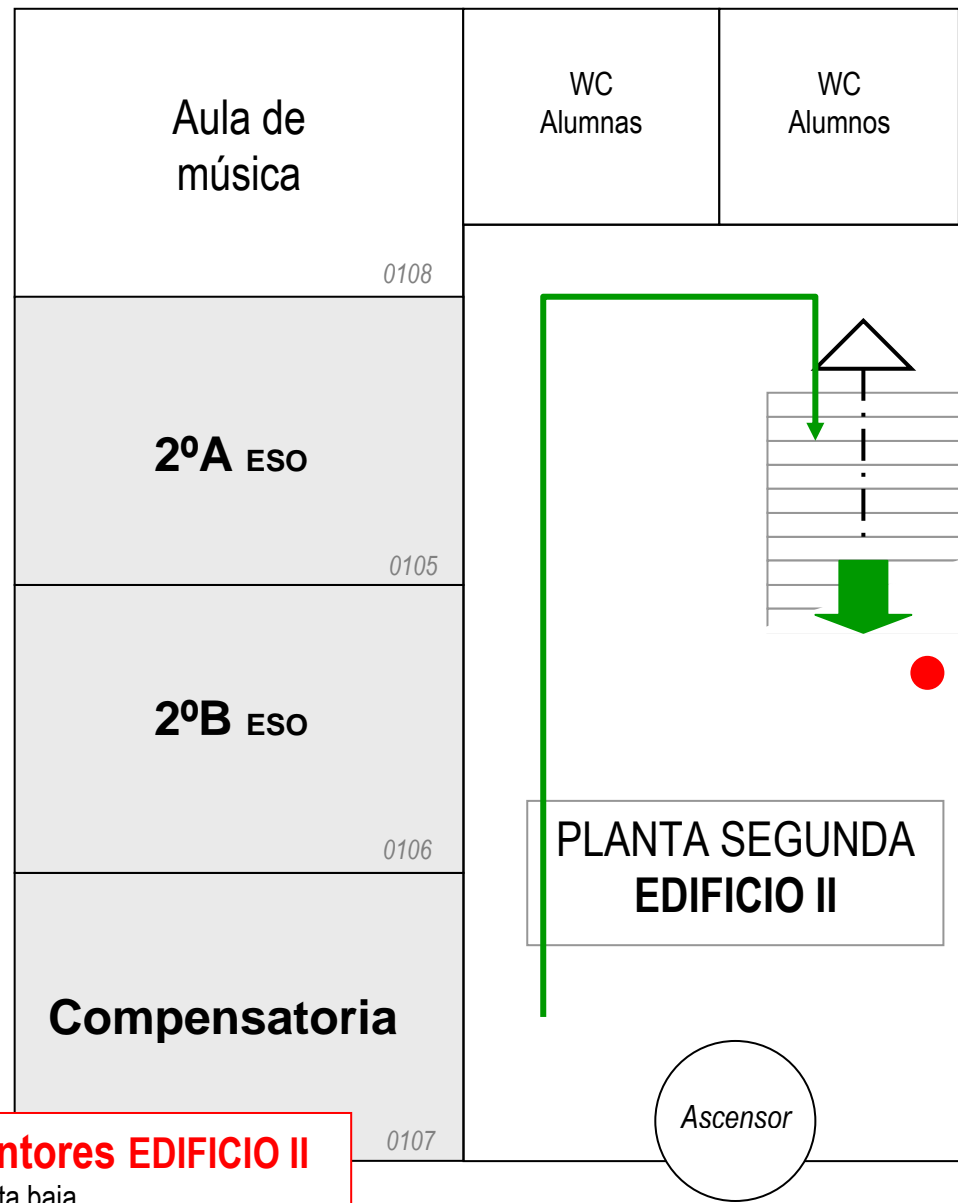 Aula de
música
0108
WC
Alumnas
WC
Alumnos
2ºA ESO
0105
2ºB ESO
0106
PLANTA SEGUNDA
EDIFICIO II
Compensatoria
0107
Ascensor
EDIFICIO II
baja